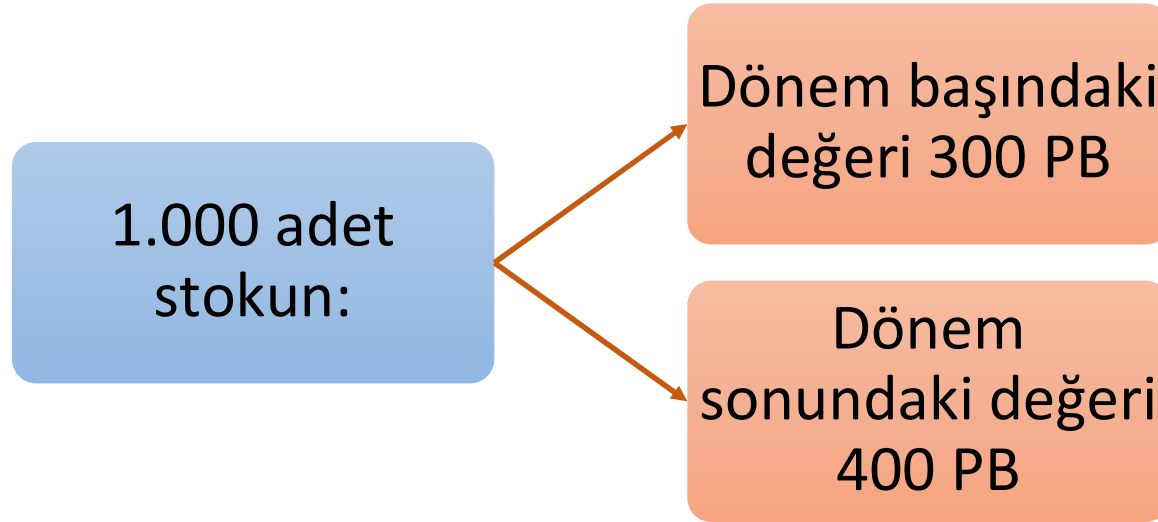 1.000 adet
stokun:
Dönem başındaki
değeri 300 PB
Dönem
sonundaki değeri
400 PB